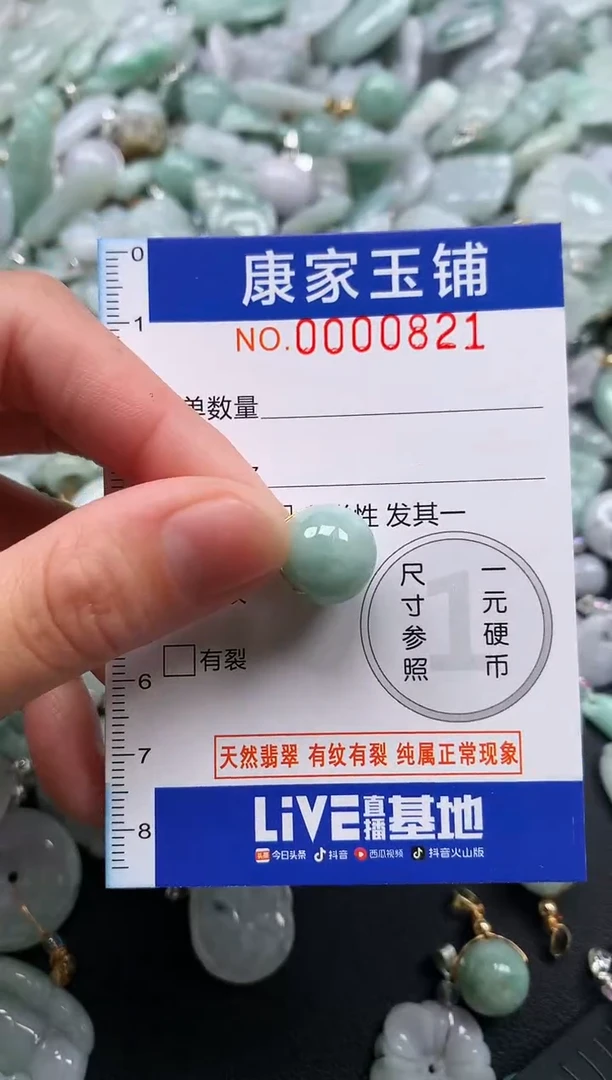 0
康家玉铺
1
NO.0000821
单数量
性 发其一
尺寸参照
一元硬币
1
有裂
6
7
天然翡翠 有纹有裂 纯属正常现象
8
LiVE直播基地
头条 今日头条 抖音 西瓜视频 抖音火山版